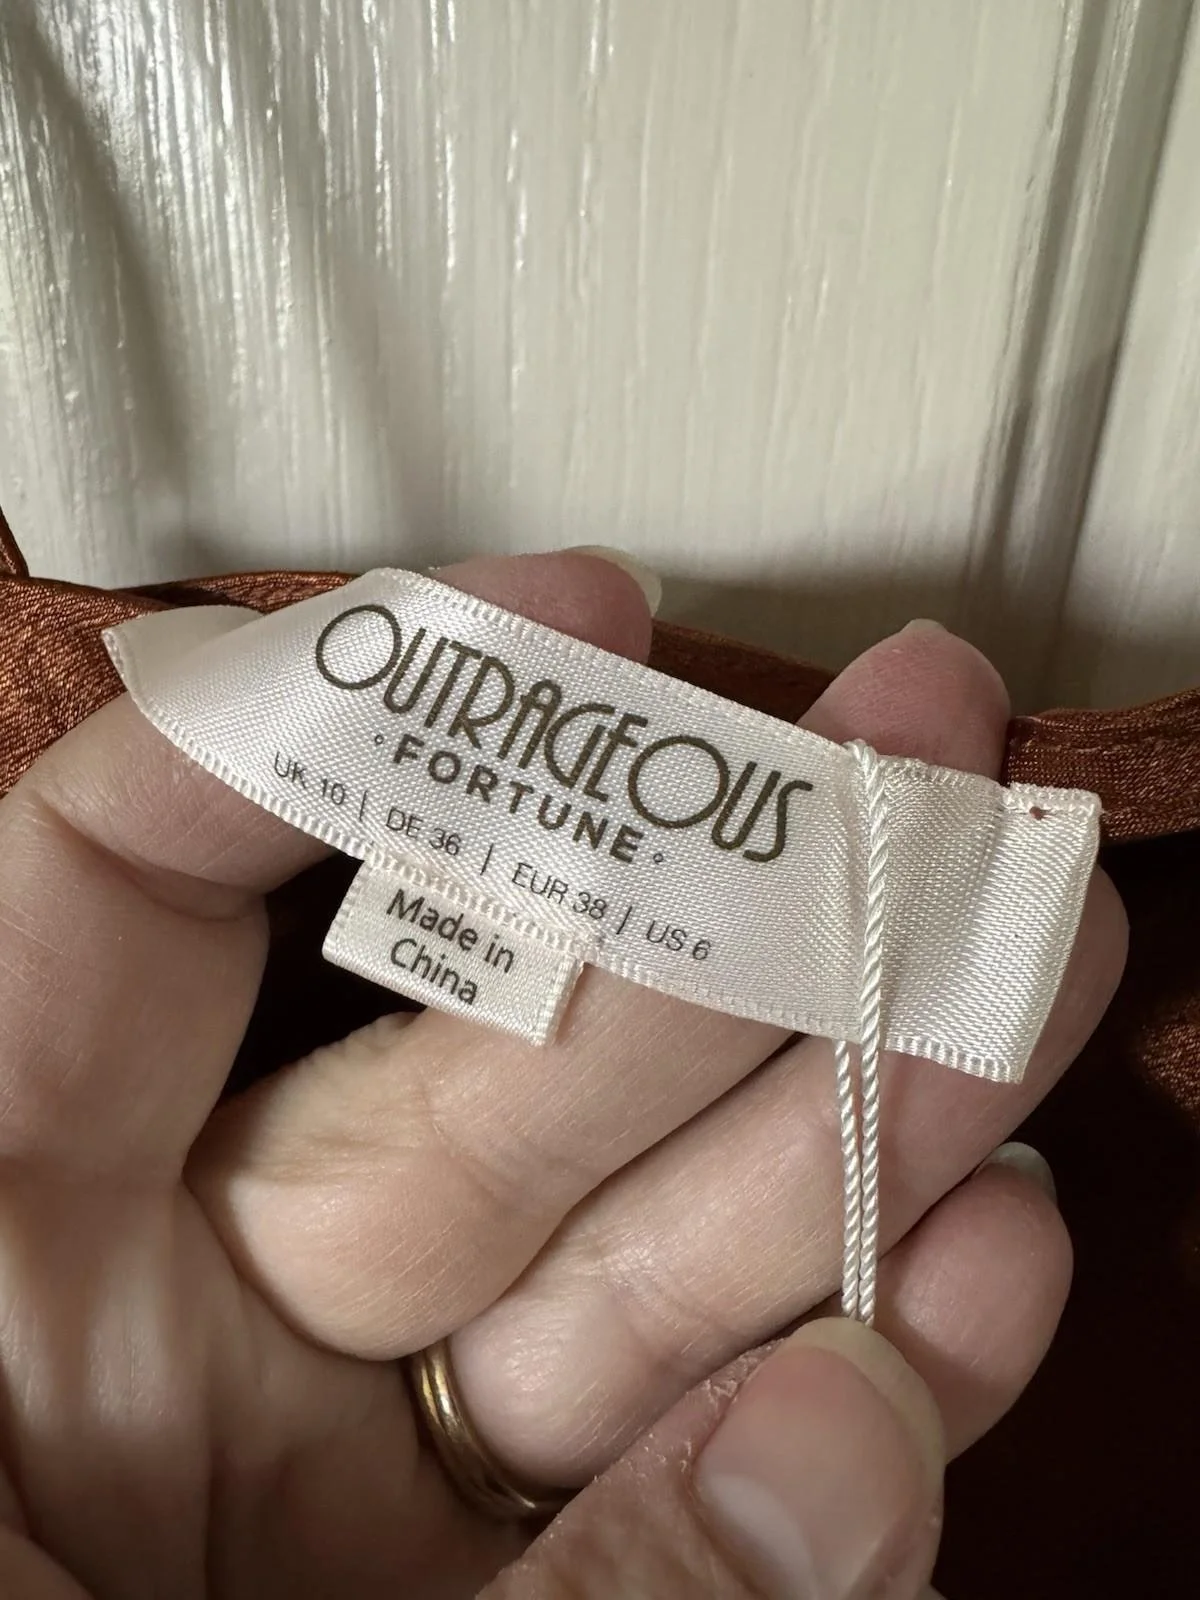 OUTRAGEOUS
°FORTUNE°
UK 10 | DE 36 | EUR 38 | US 6
Made in
China